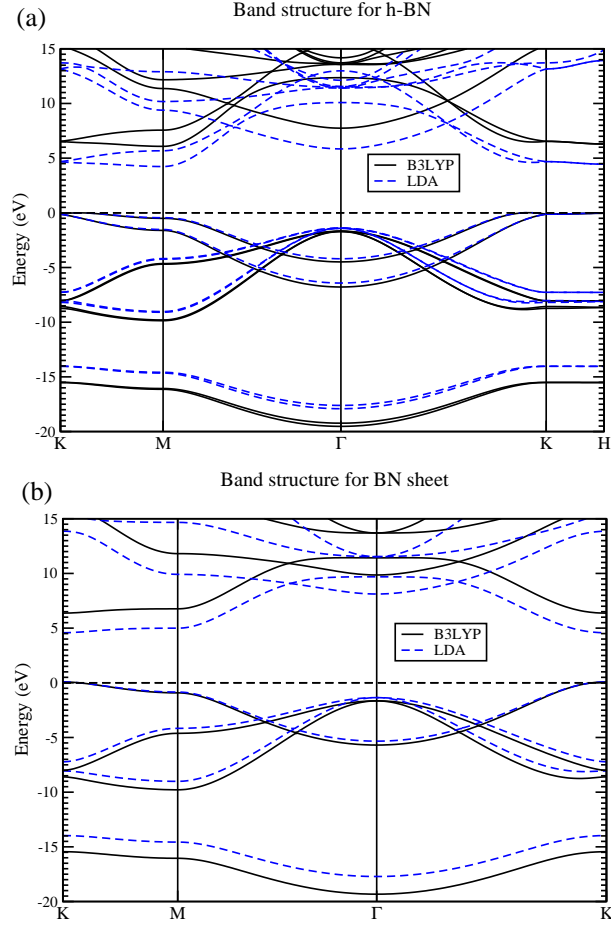 Band structure for h-BN
(a)
15
10
5
0
-5
-10
-15
-20
Energy (eV)
B3LYP
LDA
K M Γ K H
Band structure for BN sheet
(b)
15
10
5
0
-5
-10
-15
-20
Energy (eV)
B3LYP
LDA
K M Γ K